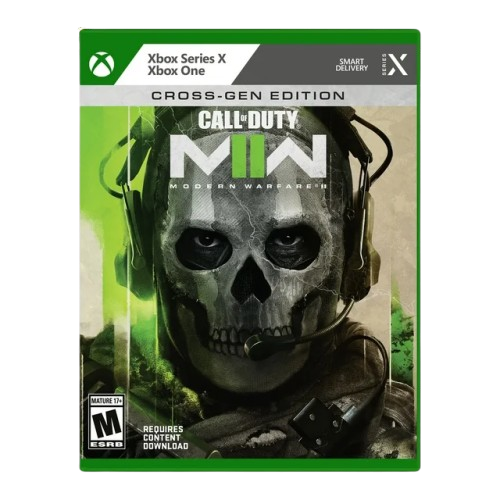 Xbox Series X
Xbox One
SMART
DELIVERY
SERIES
X
CROSS-GEN EDITION
CALL OF DUTY
MIIW
MODERN WARFARE II
MATURE 17+
M
ESRB
REQUIRES
CONTENT
DOWNLOAD